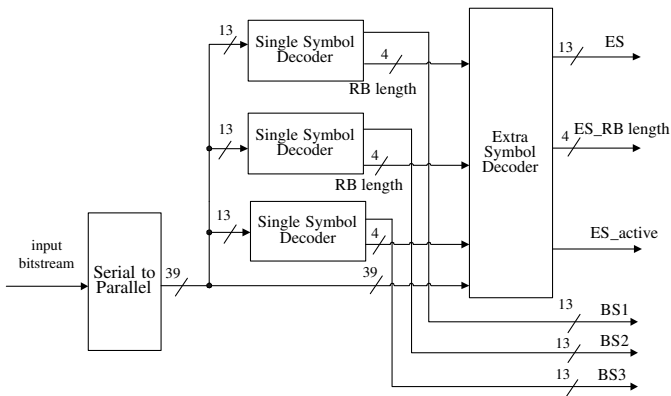 13
Single Symbol
Decoder
4
RB length
13
ES
13
Single Symbol
Decoder
4
RB length
Extra
Symbol
Decoder
4
ES_RB length
13
Single Symbol
Decoder
4
ES_active
input
bitstream
Serial to
Parallel
39
39
13
BS1
13
BS2
13
BS3